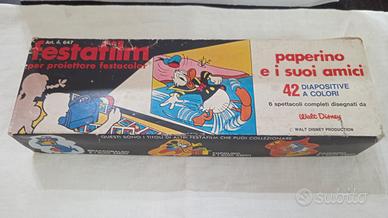 Art. n. 647
festafilm
per proiettore festacolor
paperino
e i suoi amici
42 DIAPOSITIVE
A COLORI
6 spettacoli completi disegnati da
Walt Disney
© WALT DISNEY PRODUCTION
QUESTI SONO I TITOLI DI ALTRI FESTAFILM CHE PUOI COLLEZIONARE
subito